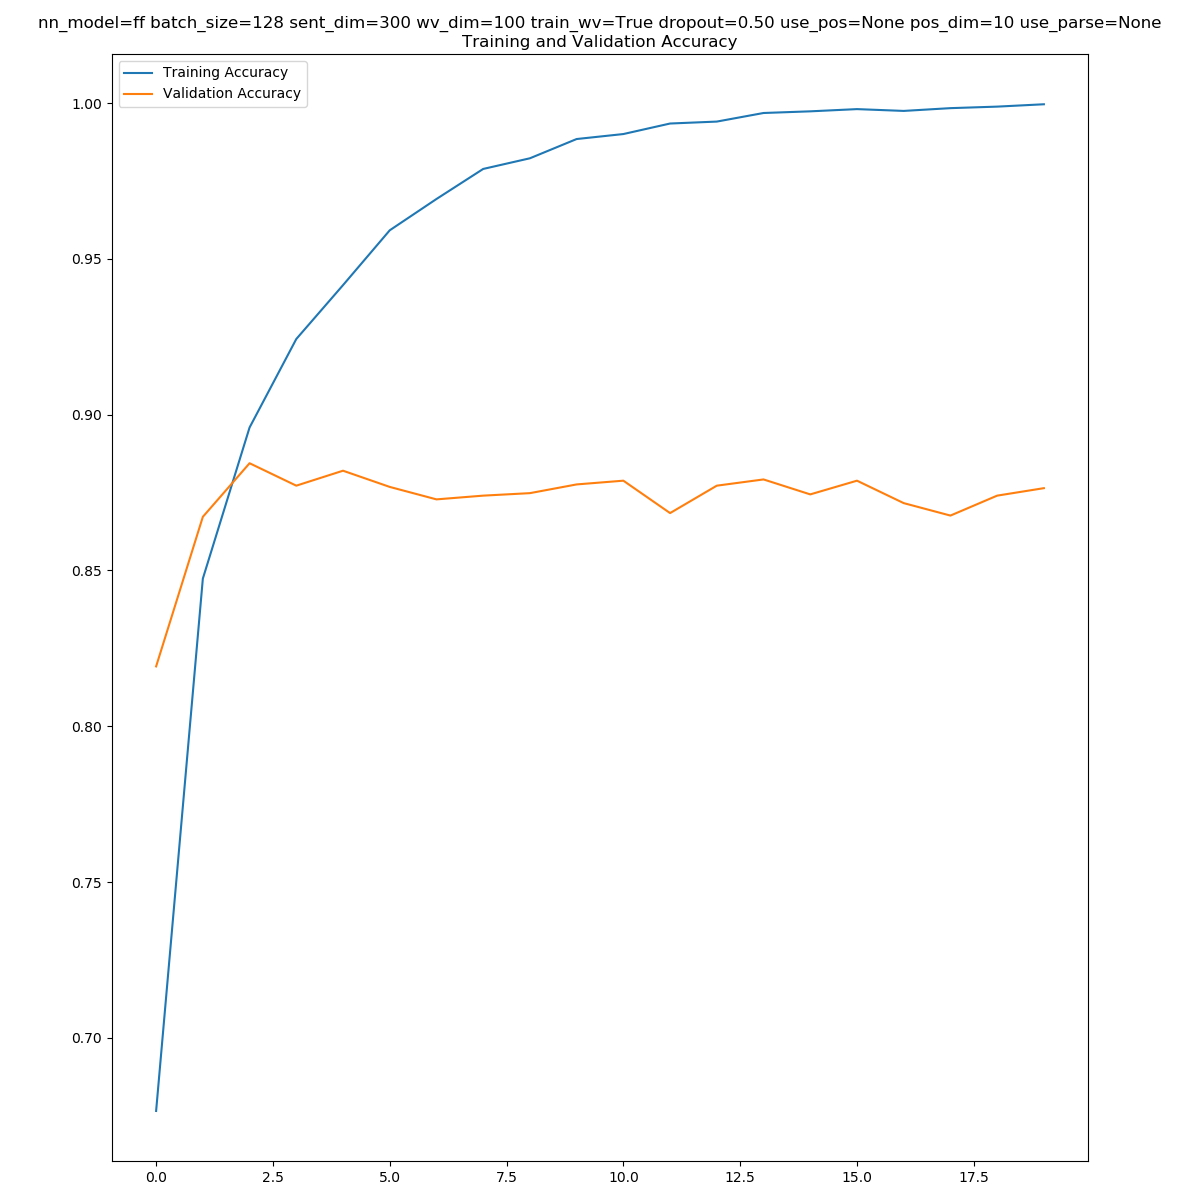 nn_model=ff batch_size=128 sent_dim=300 wv_dim=100 train_wv=True dropout=0.50 use_pos=None pos_dim=10 use_parse=None
Training and Validation Accuracy
Training Accuracy
Validation Accuracy
1.00
0.95
0.90
0.85
0.80
0.75
0.70
0.0 2.5 5.0 7.5 10.0 12.5 15.0 17.5